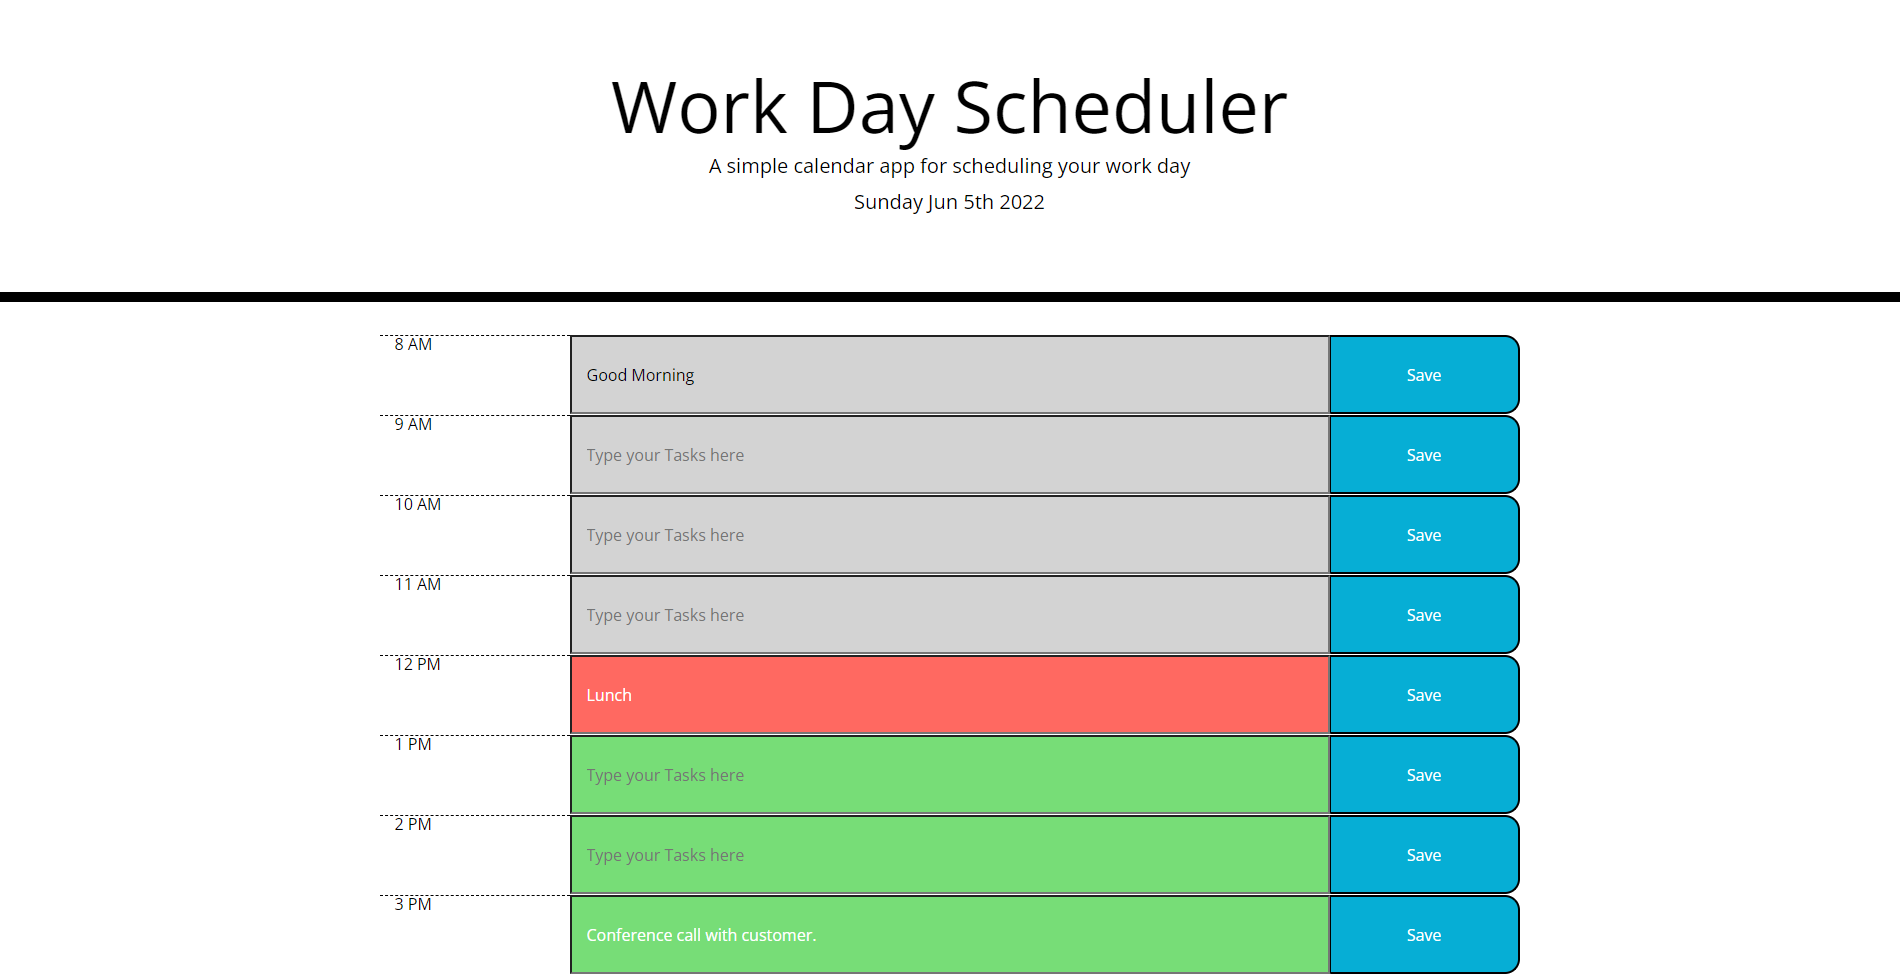 Work Day Scheduler
A simple calendar app for scheduling your work day
Sunday Jun 5th 2022
8 AM
Good Morning
Save
9 AM
Type your Tasks here
Save
10 AM
Type your Tasks here
Save
11 AM
Type your Tasks here
Save
12 PM
Lunch
Save
1 PM
Type your Tasks here
Save
2 PM
Type your Tasks here
Save
3 PM
Conference call with customer.
Save